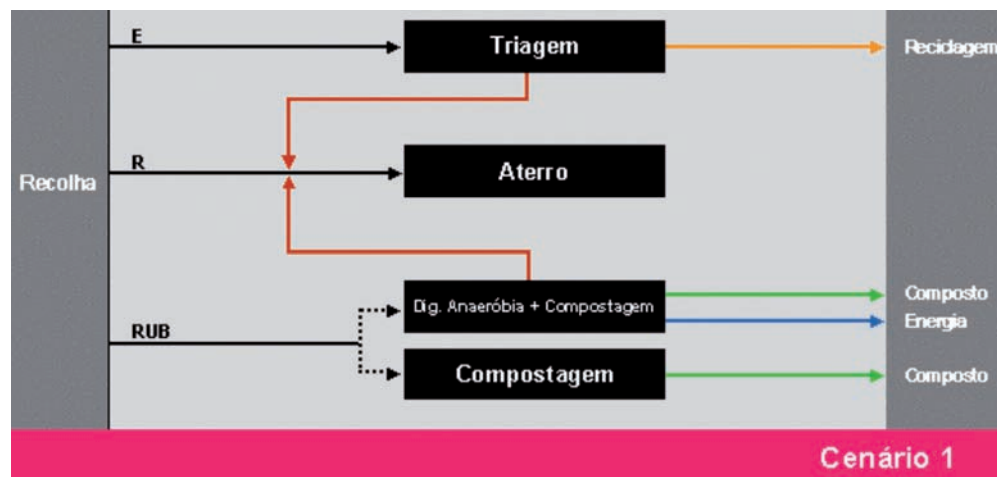 E
Triagem
Reciclagem
R
Recolha
Aterro
Dig. Anaeróbia + Compostagem
Composto
Energia
RUB
Compostagem
Composto
Cenário 1